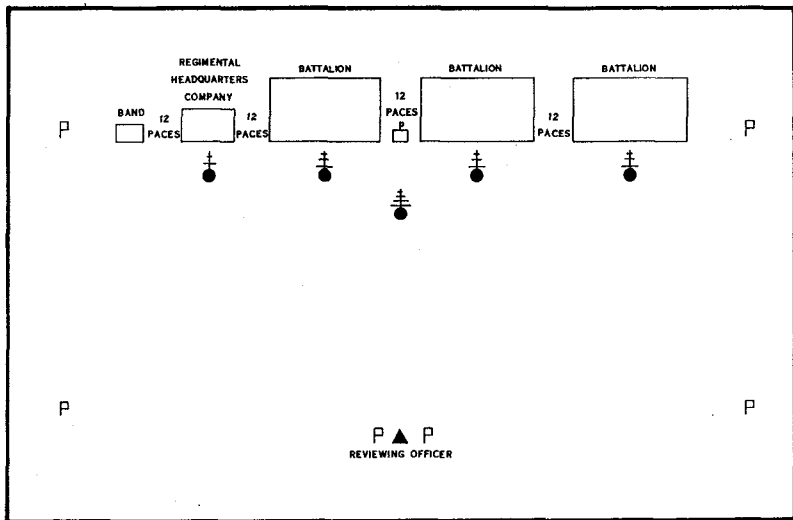 REGIMENTAL
HEADQUARTERS
COMPANY
BATTALION
BATTALION
BATTALION
BAND
12
PACES
12
PACES
12
PACES
12
PACES
REVIEWING OFFICER